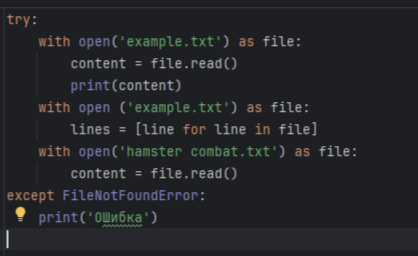 try:
    with open('example.txt') as file:
        content = file.read()
        print(content)
    with open ('example.txt') as file:
        lines = [line for line in file]
    with open('hamster combat.txt') as file:
        content = file.read()
except FileNotFoundError:
    print('ОШибка')